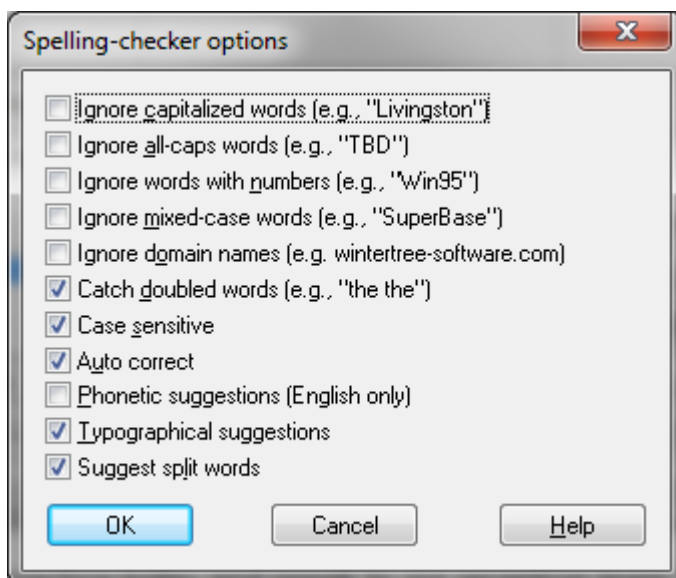 Spelling-checker options
Ignore capitalized words (e.g., "Livingston")
Ignore all-caps words (e.g., "TBD")
Ignore words with numbers (e.g., "Win95")
Ignore mixed-case words (e.g., "SuperBase")
Ignore domain names (e.g. wintertree-software.com)
Catch doubled words (e.g., "the the")
Case sensitive
Auto correct
Phonetic suggestions (English only)
Typographical suggestions
Suggest split words
OK Cancel Help